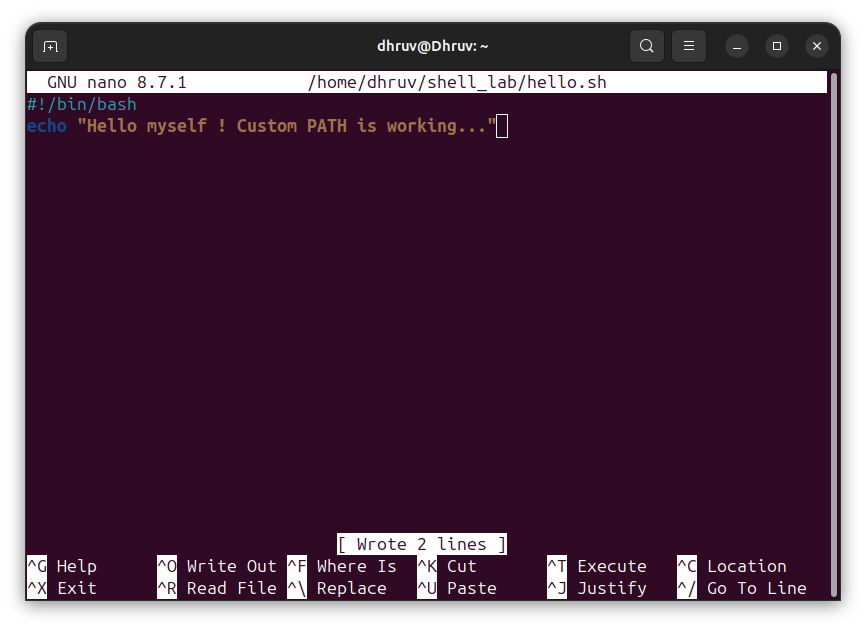 dhruv@Dhruv: ~
GNU nano 8.7.1 /home/dhruv/shell_lab/hello.sh
#!/bin/bash
echo "Hello myself ! Custom PATH is working..."
[ Wrote 2 lines ]
^G Help ^O Write Out ^F Where Is ^K Cut ^T Execute ^C Location
^X Exit ^R Read File ^\ Replace ^U Paste ^J Justify ^/ Go To Line